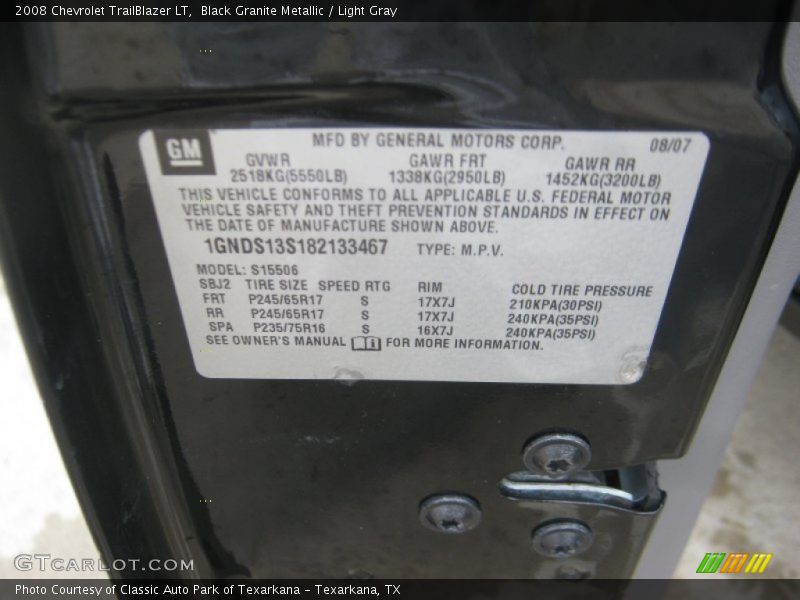 2008 Chevrolet TrailBlazer LT, Black Granite Metallic / Light Gray
GM MFD BY GENERAL MOTORS CORP. 08/07
GVWR GAWR FRT GAWR RR
2518KG(5550LB) 1338KG(2950LB) 1452KG(3200LB)
THIS VEHICLE CONFORMS TO ALL APPLICABLE U.S. FEDERAL MOTOR
VEHICLE SAFETY AND THEFT PREVENTION STANDARDS IN EFFECT ON
THE DATE OF MANUFACTURE SHOWN ABOVE.
1GNDS13S182133467 TYPE: M.P.V.
MODEL: S15506
SBJ2 TIRE SIZE SPEED RTG RIM COLD TIRE PRESSURE
FRT P245/65R17 S 17X7J 210KPA(30PSI)
RR P245/65R17 S 17X7J 240KPA(35PSI)
SPA P235/75R16 S 16X7J 240KPA(35PSI)
SEE OWNER'S MANUAL FOR MORE INFORMATION.
GTCARLOT.COM
Photo Courtesy of Classic Auto Park of Texarkana - Texarkana, TX